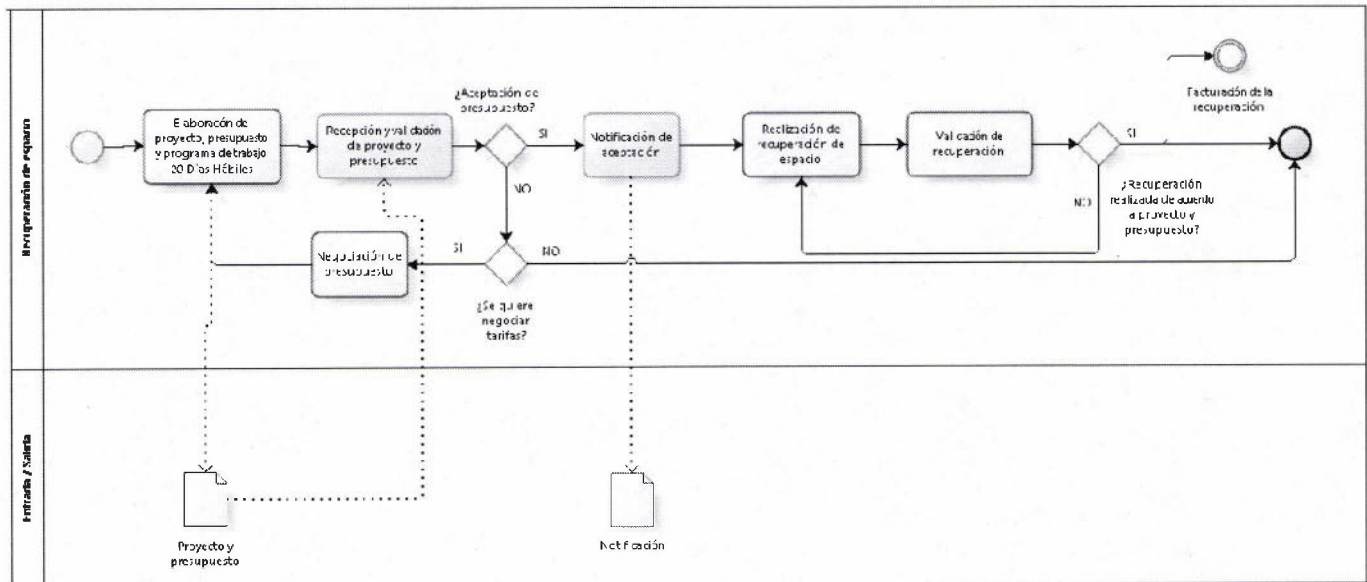 Recuperación de espacio
¿Aceptación de
presupuesto?
Elaboración de
proyecto, presupuesto
y programa de trabajo
20 Días Hábiles
Recepción y validación
de proyecto y
presupuesto
SI
Notificación de
aceptación
Realización de
recuperación de
espacio
Validación de
recuperación
SI
Facturación de la
recuperación
NO
¿Recuperación
realizada de acuerdo
a proyecto y
presupuesto?
NO
Negociación de
presupuesto
SI
NO
¿Se quiere
negociar
tarifas?
Entrada / Salida
Proyecto y
presupuesto
Notificación